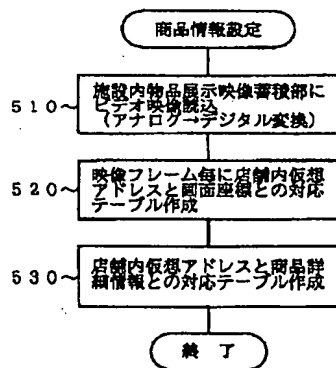 商品情報設定
510
施設内物品展示映像蓄積部に
ビデオ映像読込
(アナログ→デジタル変換)
520
映像フレーム毎に店舗内仮想
アドレスと画面座標との対応
テーブル作成
530
店舗内仮想アドレスと商品詳
細情報との対応テーブル作成
終了